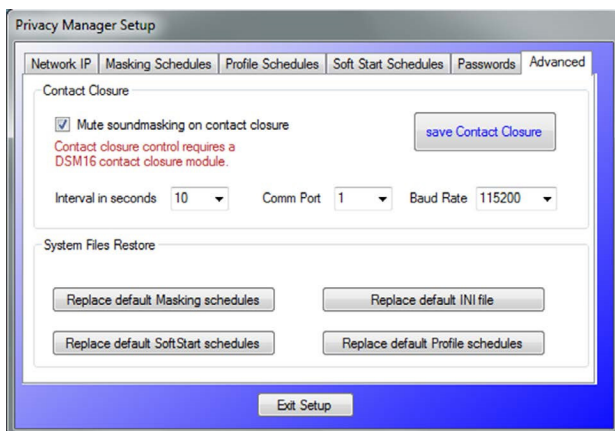 Privacy Manager Setup
Network IP Masking Schedules Profile Schedules Soft Start Schedules Passwords Advanced
Contact Closure
Mute soundmasking on contact closure
save Contact Closure
Contact closure control requires a
DSM16 contact closure module.
Interval in seconds 10 Comm Port 1 Baud Rate 115200
System Files Restore
Replace default Masking schedules Replace default INI file
Replace default SoftStart schedules Replace default Profile schedules
Exit Setup